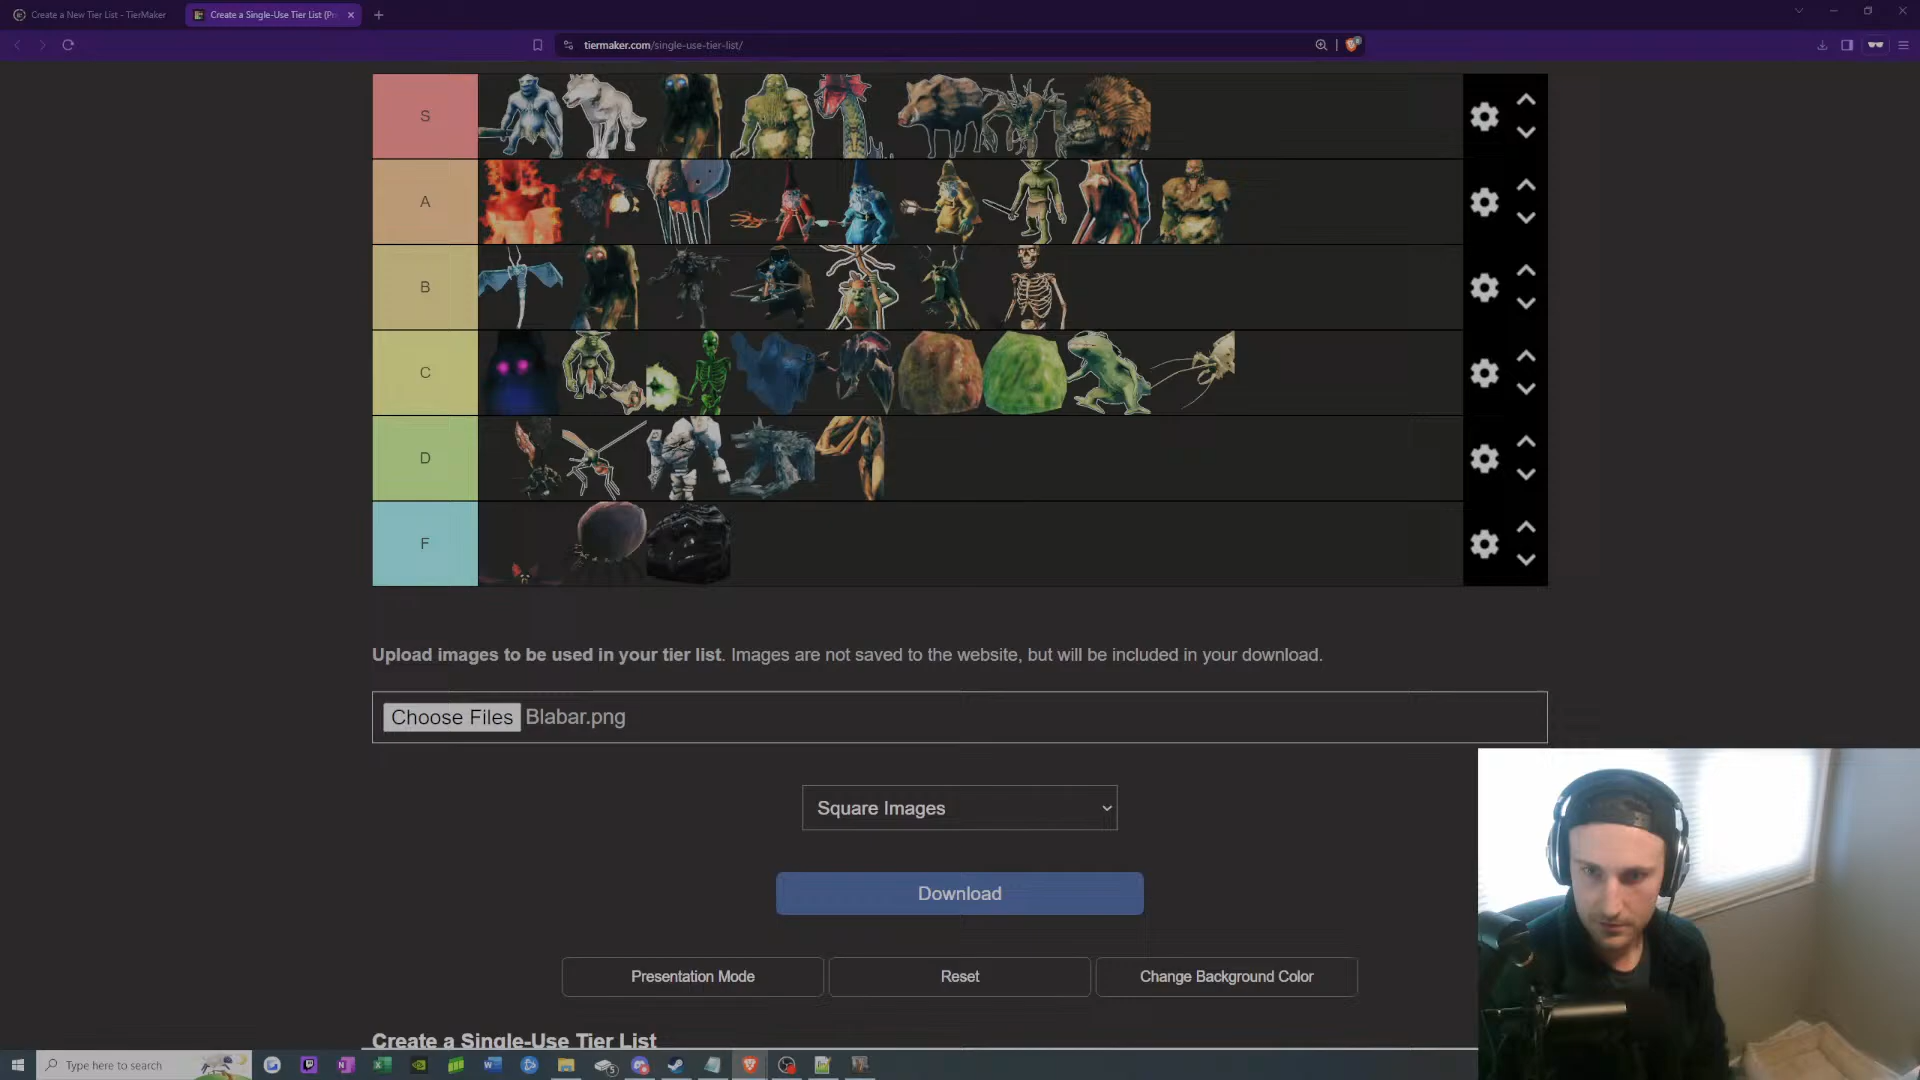 Create a New Tier List - TierMaker
Create a Single-Use Tier List (Pr
tiermaker.com/single-use-tier-list/
S
A
B
C
D
F
Upload images to be used in your tier list. Images are not saved to the website, but will be included in your download.
Choose Files Blabar.png
Square Images
Download
Presentation Mode
Reset
Change Background Color
Create a Single-Use Tier List
Type here to search